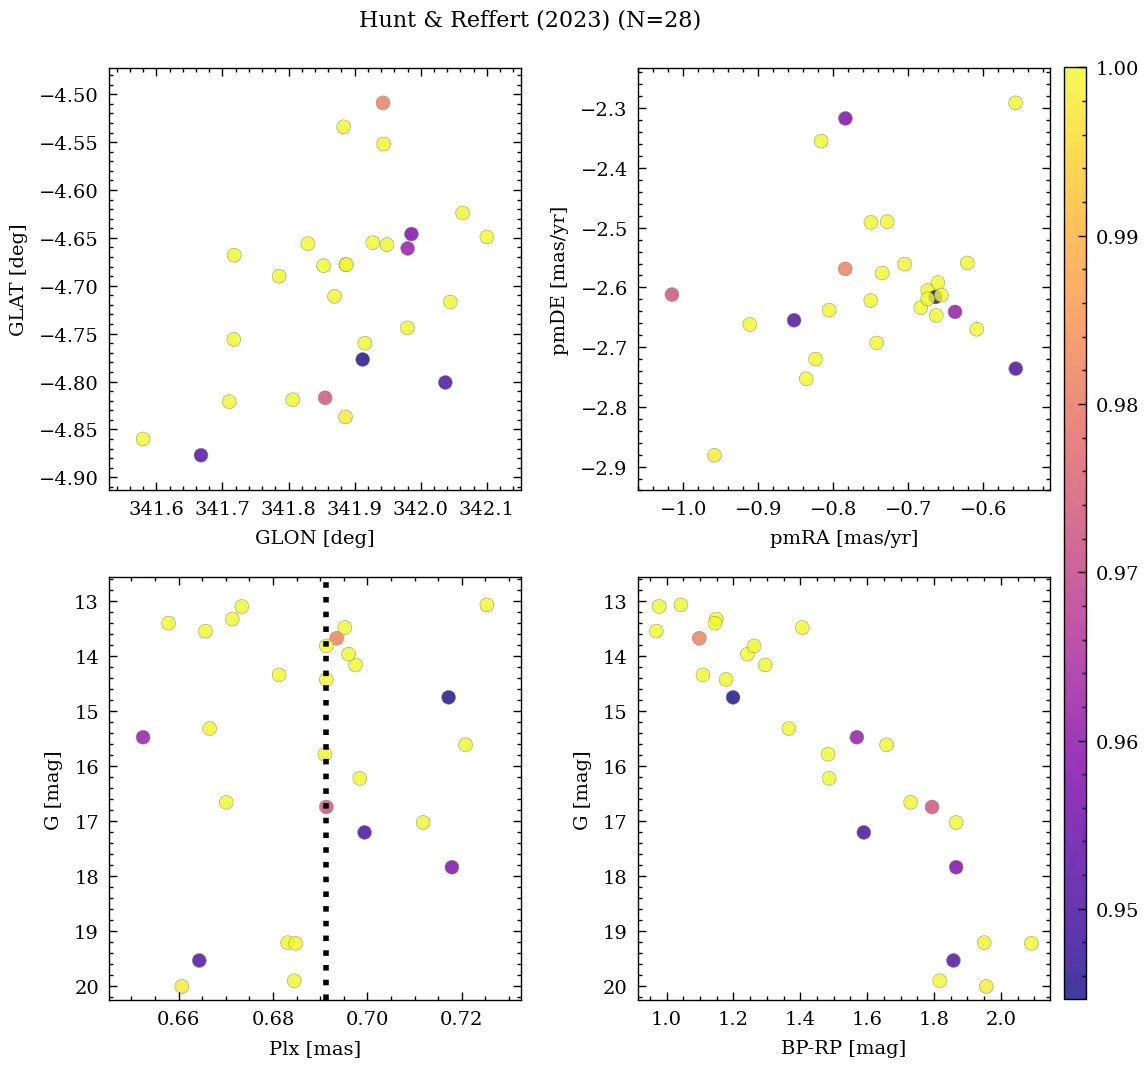 Hunt & Reffert (2023) (N=28)
−4.50
−4.55
−4.60
−4.65
−4.70
−4.75
−4.80
−4.85
−4.90
GLAT [deg]
341.6 341.7 341.8 341.9 342.0 342.1
GLON [deg]
−2.3
−2.4
−2.5
−2.6
−2.7
−2.8
−2.9
pmDE [mas/yr]
−1.0 −0.9 −0.8 −0.7 −0.6
pmRA [mas/yr]
1.00
0.99
0.98
0.97
0.96
0.95
13
14
15
16
17
18
19
20
G [mag]
0.66 0.68 0.70 0.72
Plx [mas]
13
14
15
16
17
18
19
20
G [mag]
1.0 1.2 1.4 1.6 1.8 2.0
BP-RP [mag]